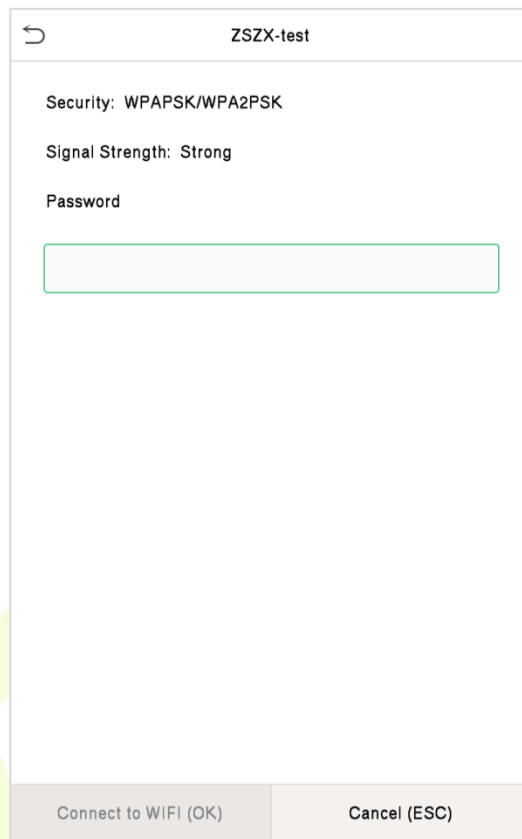 ZSZX-test
Security: WPAPSK/WPA2PSK
Signal Strength: Strong
Password
Connect to WIFI (OK)
Cancel (ESC)